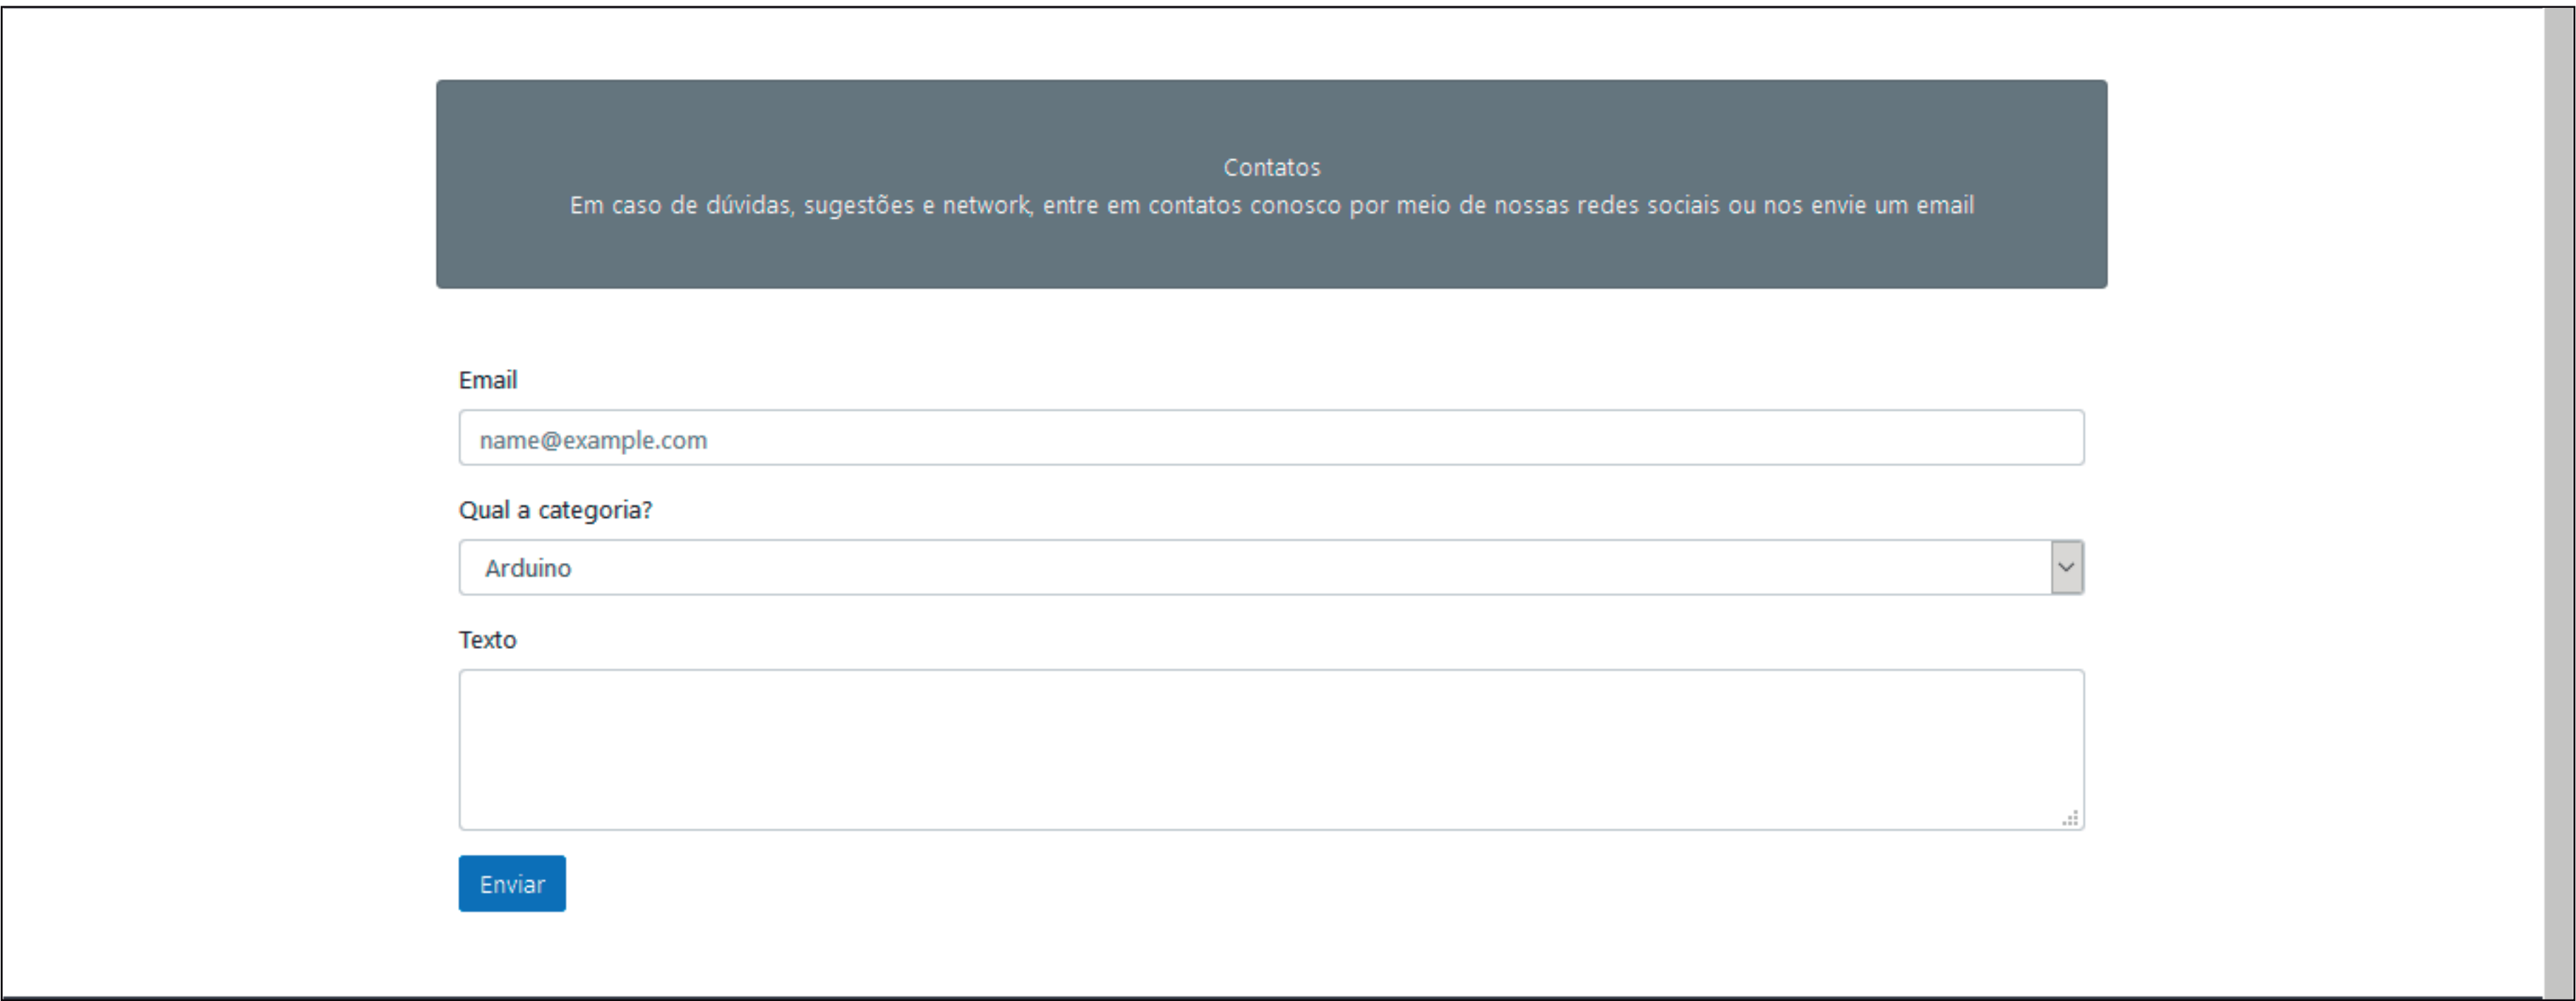 Contatos
Em caso de dúvidas, sugestões e network, entre em contatos conosco por meio de nossas redes sociais ou nos envie um email
Email
name@example.com
Qual a categoria?
Arduino
Texto
Enviar